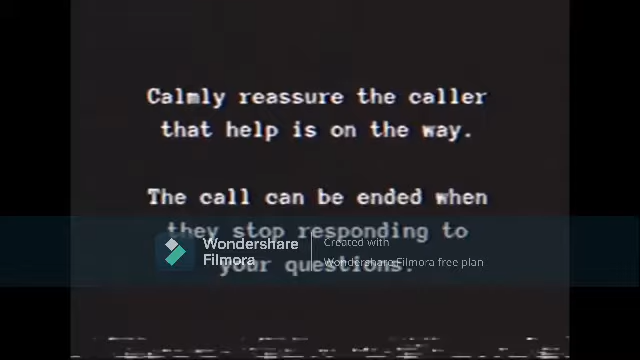 Calmly reassure the caller
that help is on the way.
The call can be ended when
they stop responding to
your questions.
Wondershare
Filmora
Created with
Wondershare Filmora free plan